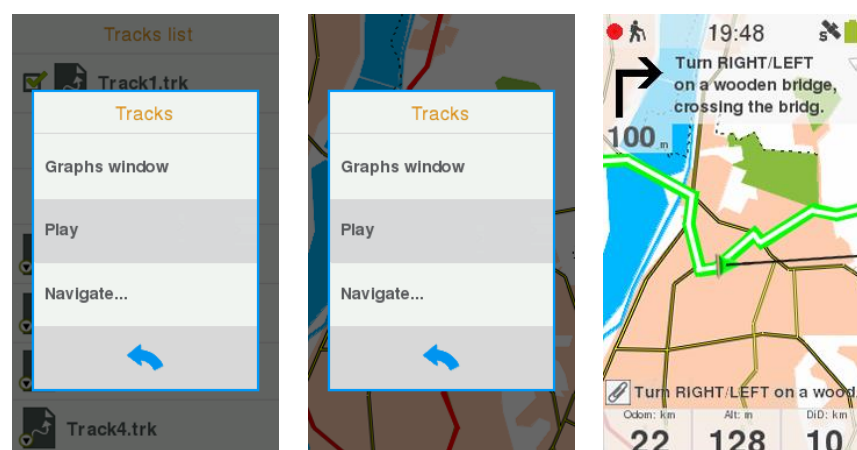 Tracks list
Track1.trk
Tracks
Graphs window
Play
Navigate...
Track4.trk
Tracks
Graphs window
Play
Navigate...
19:48
S
Turn RIGHT/LEFT
on a wooden bridge,
crossing the bridg.
100 m
Turn RIGHT/LEFT on a wood
Odom: km
Alt: m
DiD: km
22
128
10